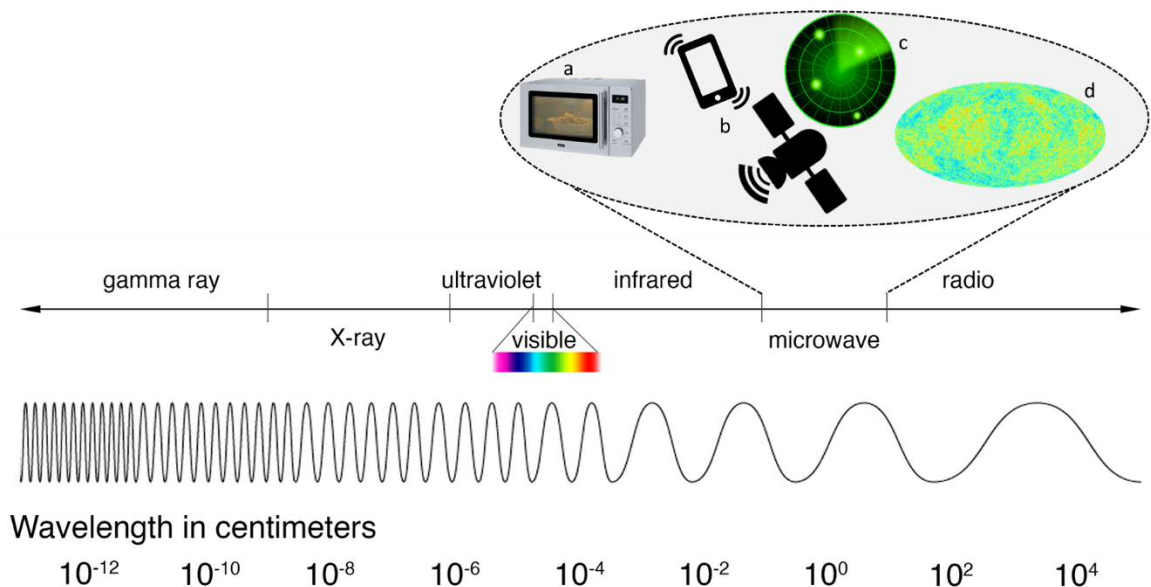 a
b
c
d
gamma ray
ultraviolet
infrared
radio
X-ray
visible
microwave
Wavelength in centimeters
10⁻¹² 10⁻¹⁰ 10⁻⁸ 10⁻⁶ 10⁻⁴ 10⁻² 10⁰ 10² 10⁴